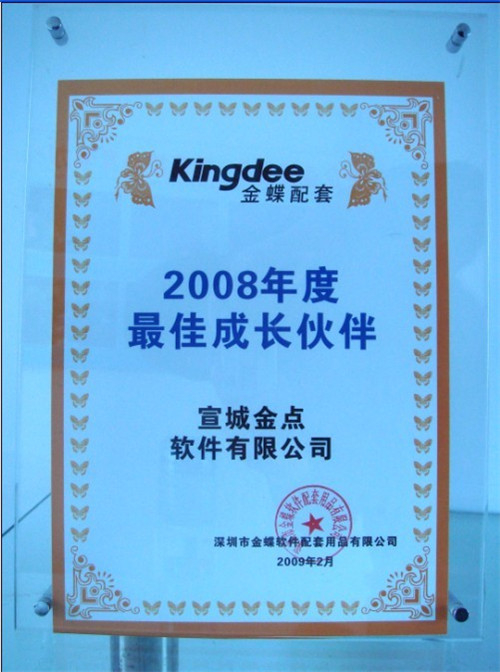 Kingdee
金蝶配套
2008年度
最佳成长伙伴
宣城金点
软件有限公司
深圳市金蝶软件配套用品有限公司
2009年2月